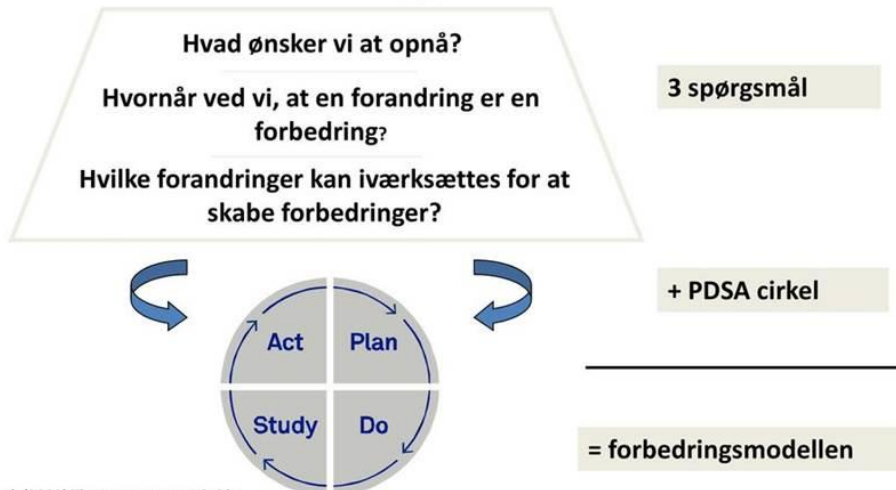 Hvad ønsker vi at opnå?
Hvornår ved vi, at en forandring er en
forbedring?
Hvilke forandringer kan iværksættes for at
skabe forbedringer?
3 spørgsmål
+ PDSA cirkel
Act
Plan
Study
Do
= forbedringsmodellen